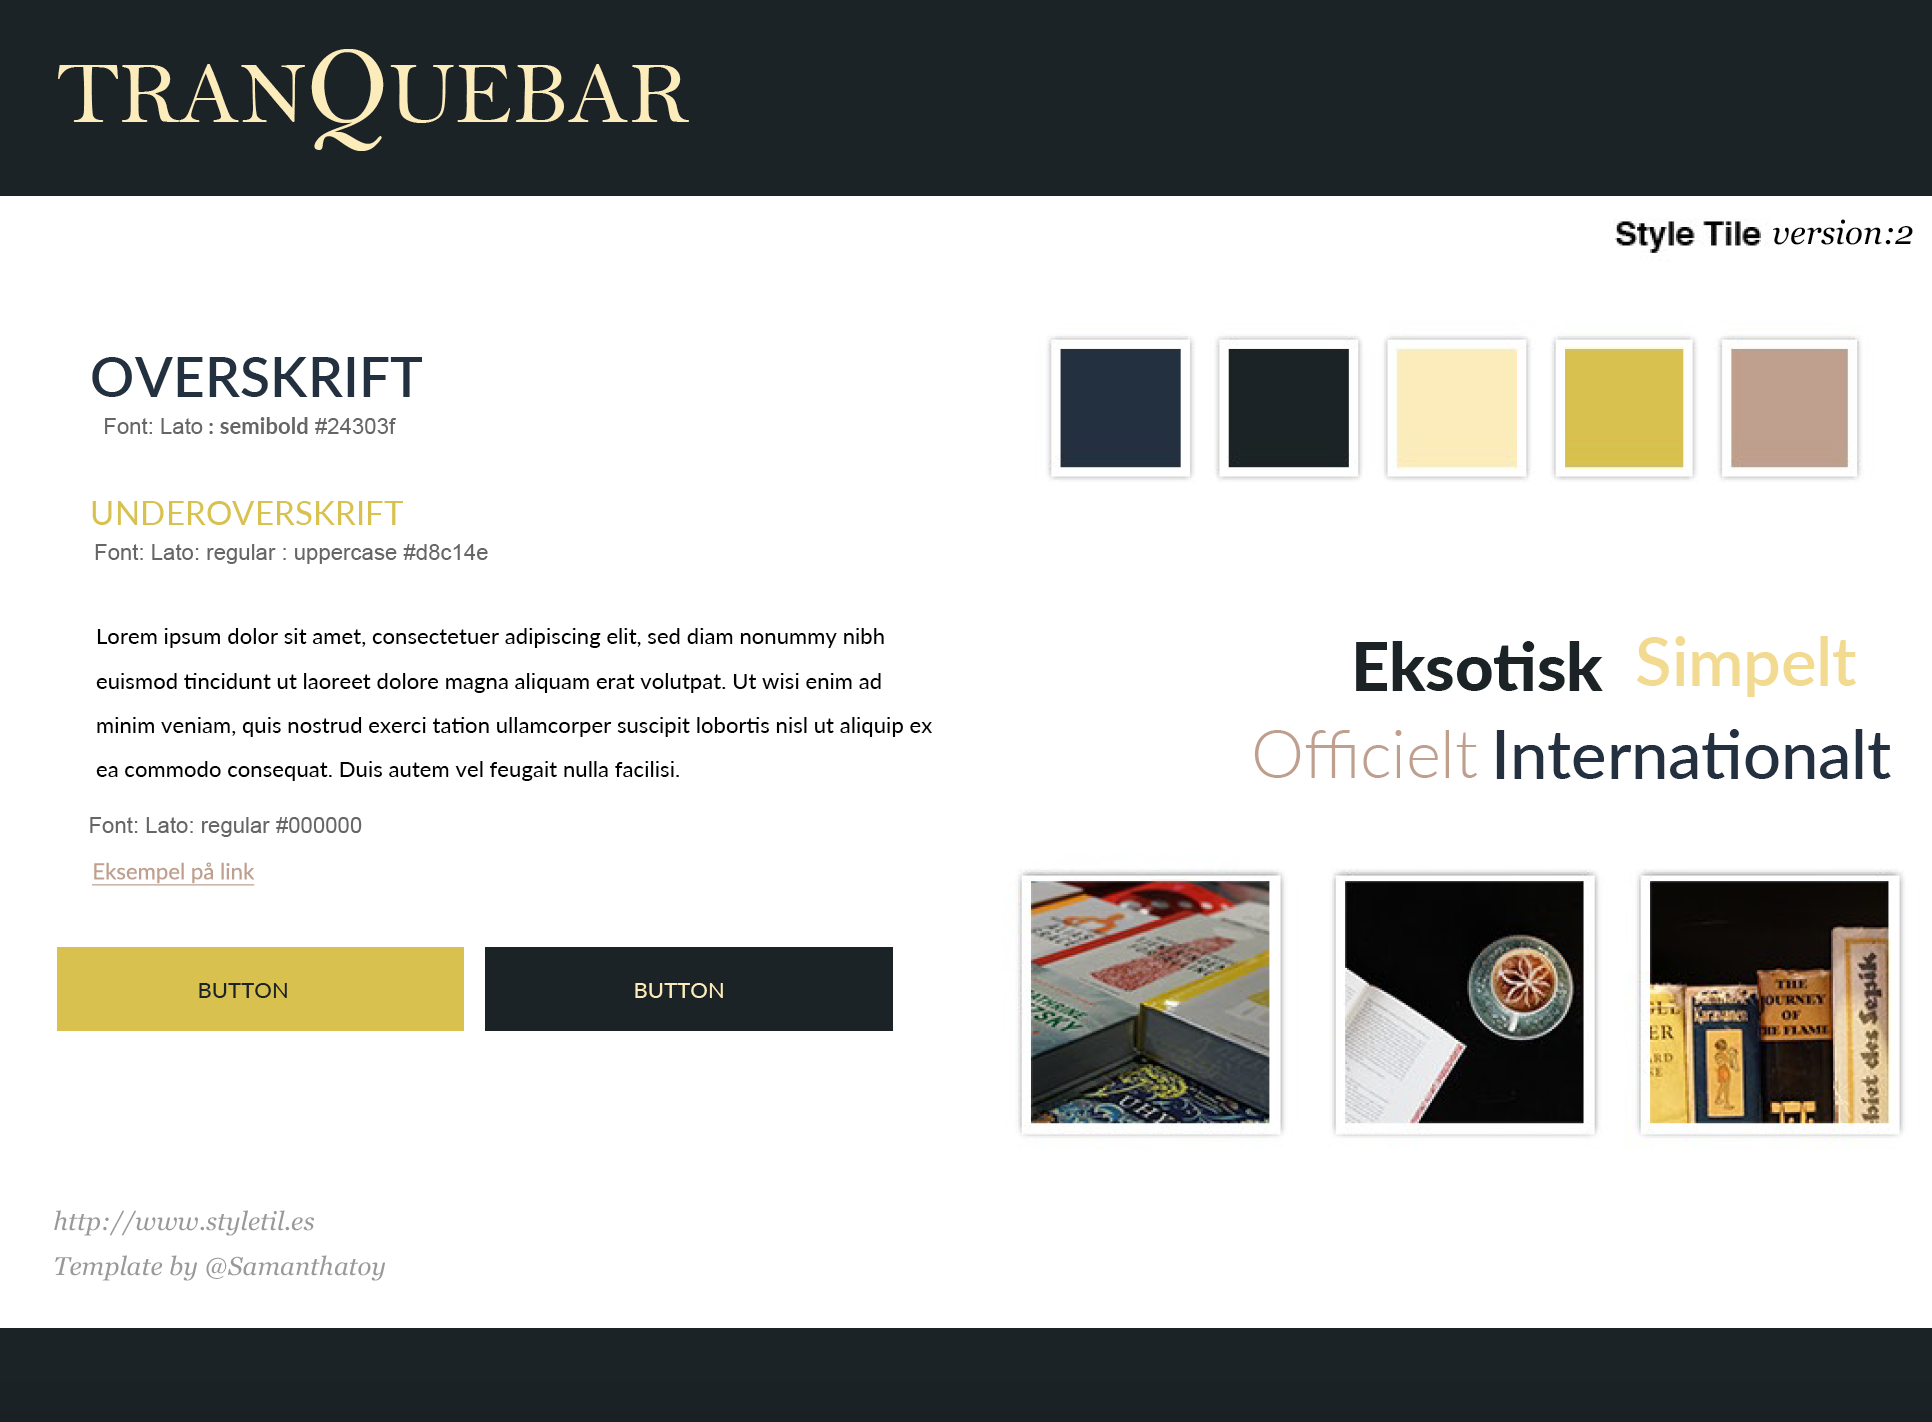 TRANQUEBAR
Style Tile version:2
OVERSKRIFT
Font: Lato : semibold #24303f
UNDEROVERSKRIFT
Font: Lato: regular : uppercase #d8c14e
Lorem ipsum dolor sit amet, consectetuer adipiscing elit, sed diam nonummy nibh
euismod tincidunt ut laoreet dolore magna aliquam erat volutpat. Ut wisi enim ad
minim veniam, quis nostrud exerci tation ullamcorper suscipit lobortis nisl ut aliquip ex
ea commodo consequat. Duis autem vel feugait nulla facilisi.
Font: Lato: regular #000000
Eksempel på link
BUTTON
BUTTON
Eksotisk Simpelt
Officielt Internationalt
Karavanen
THE
JOURNEY
OF
THE FLAME
des Sepik
http://www.styletil.es
Template by @Samanthatoy